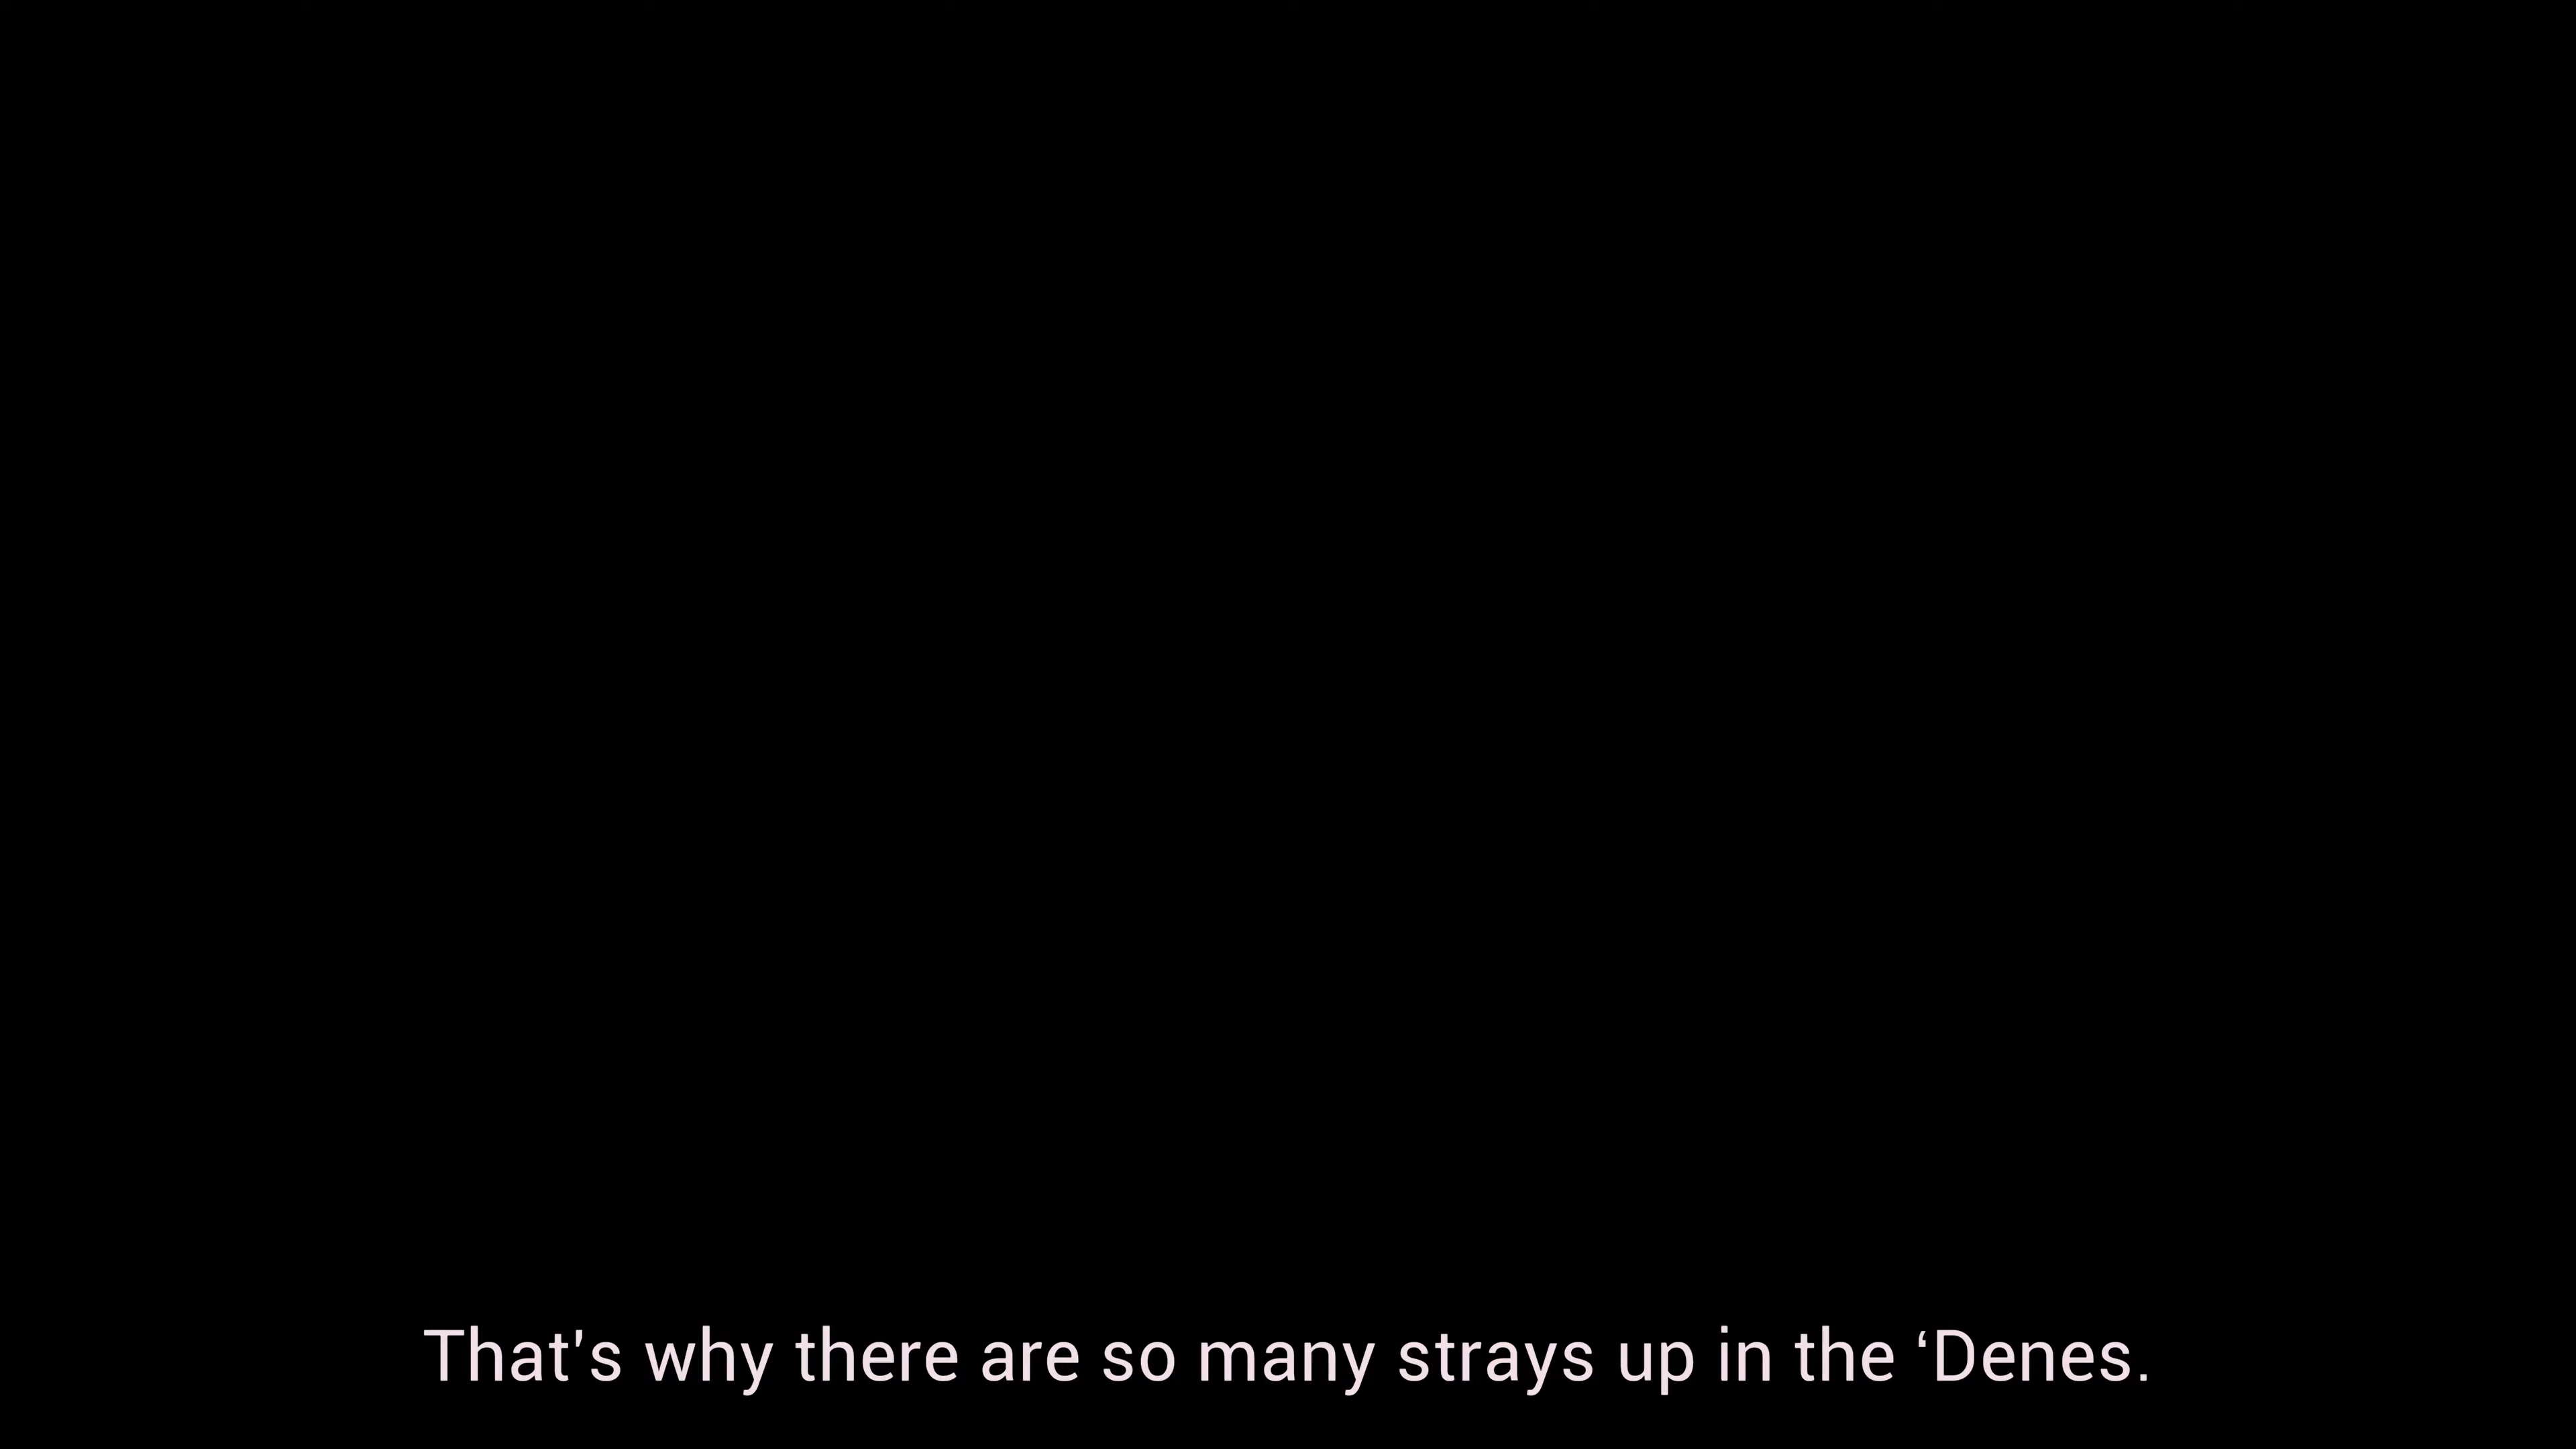 That's why there are so many strays up in the ‘Denes.